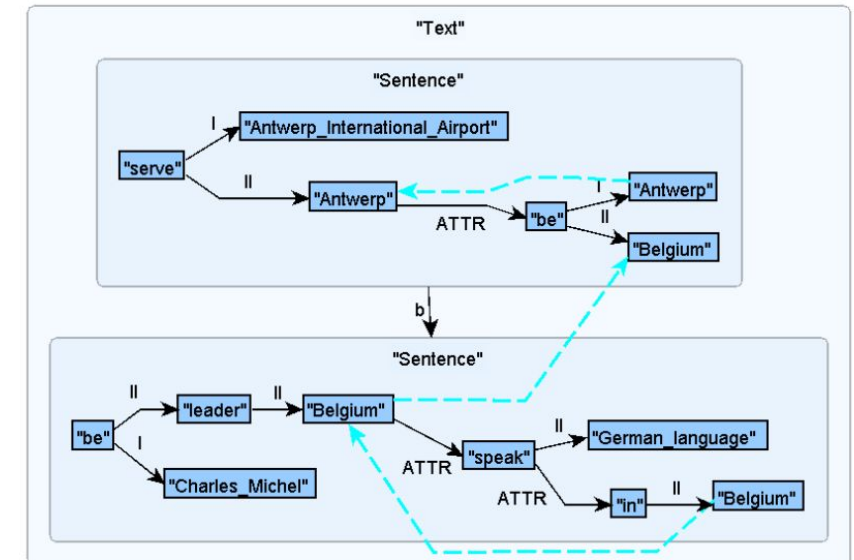 "Text"
"Sentence"
I
"Antwerp_International_Airport"
"serve"
II
"Antwerp"
ATTR
"be"
I
"Antwerp"
II
"Belgium"
b
"Sentence"
II
"leader"
II
"Belgium"
"be"
I
"Charles_Michel"
ATTR
"speak"
II
"German_language"
ATTR
"in"
II
"Belgium"